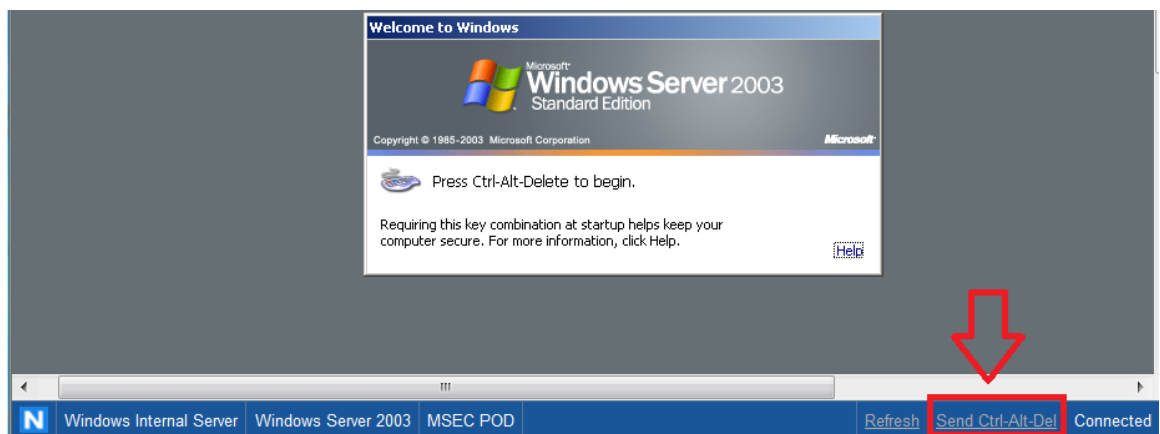 Welcome to Windows
Microsoft
Windows Server 2003
Standard Edition
Copyright © 1985-2003 Microsoft Corporation Microsoft
Press Ctrl-Alt-Delete to begin.
Requiring this key combination at startup helps keep your
computer secure. For more information, click Help.
Help
N Windows Internal Server Windows Server 2003 MSEC POD Refresh Send Ctrl-Alt-Del Connected